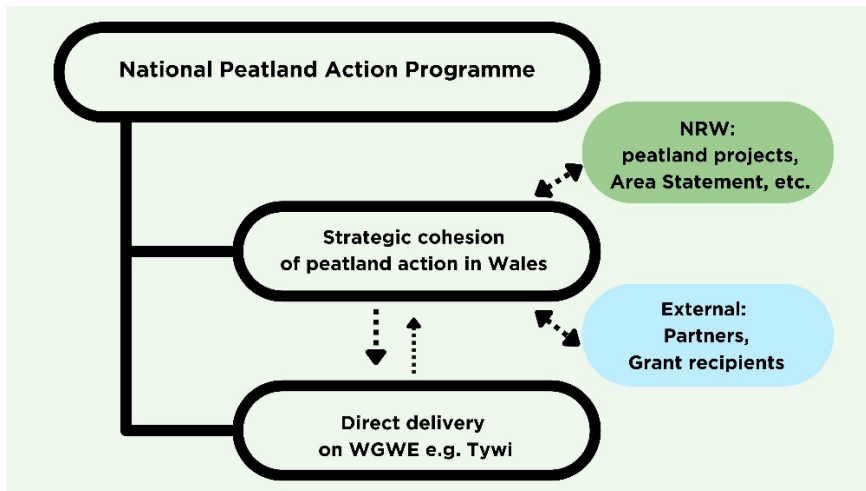 National Peatland Action Programme
NRW:
peatland projects,
Area Statement, etc.
Strategic cohesion
of peatland action in Wales
External:
Partners,
Grant recipients
Direct delivery
on WGWE e.g. Tywi